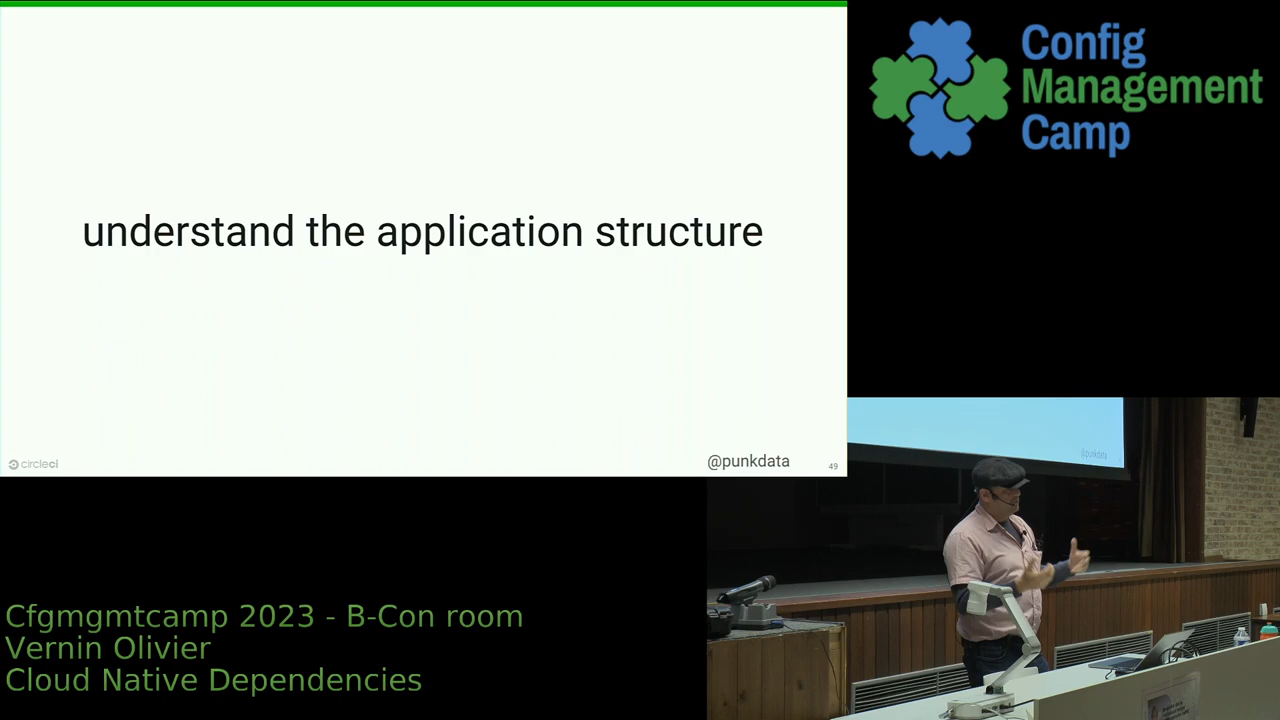 understand the application structure
circleci
@punkdata
49
Config
Management
Camp
@punkdata
Cfgmgmtcamp 2023 - B-Con room
Vernin Olivier
Cloud Native Dependencies